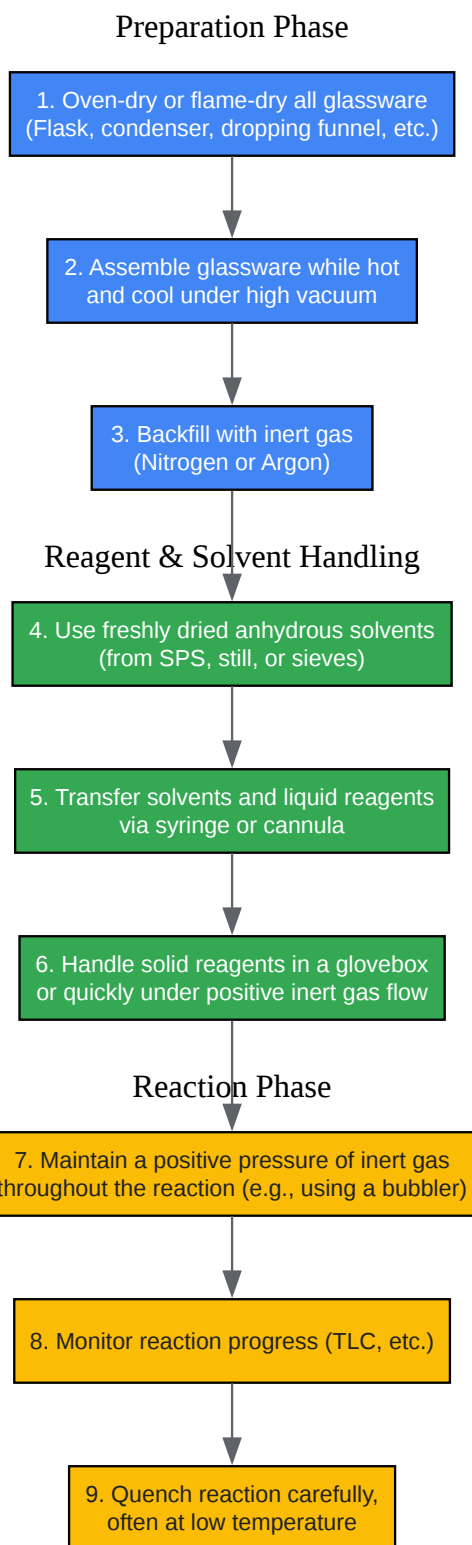 Preparation Phase
1. Oven-dry or flame-dry all glassware
(Flask, condenser, dropping funnel, etc.)
2. Assemble glassware while hot
and cool under high vacuum
3. Backfill with inert gas
(Nitrogen or Argon)
Reagent & Solvent Handling
4. Use freshly dried anhydrous solvents
(from SPS, still, or sieves)
5. Transfer solvents and liquid reagents
via syringe or cannula
6. Handle solid reagents in a glovebox
or quickly under positive inert gas flow
Reaction Phase
7. Maintain a positive pressure of inert gas
throughout the reaction (e.g., using a bubbler)
8. Monitor reaction progress (TLC, etc.)
9. Quench reaction carefully,
often at low temperature